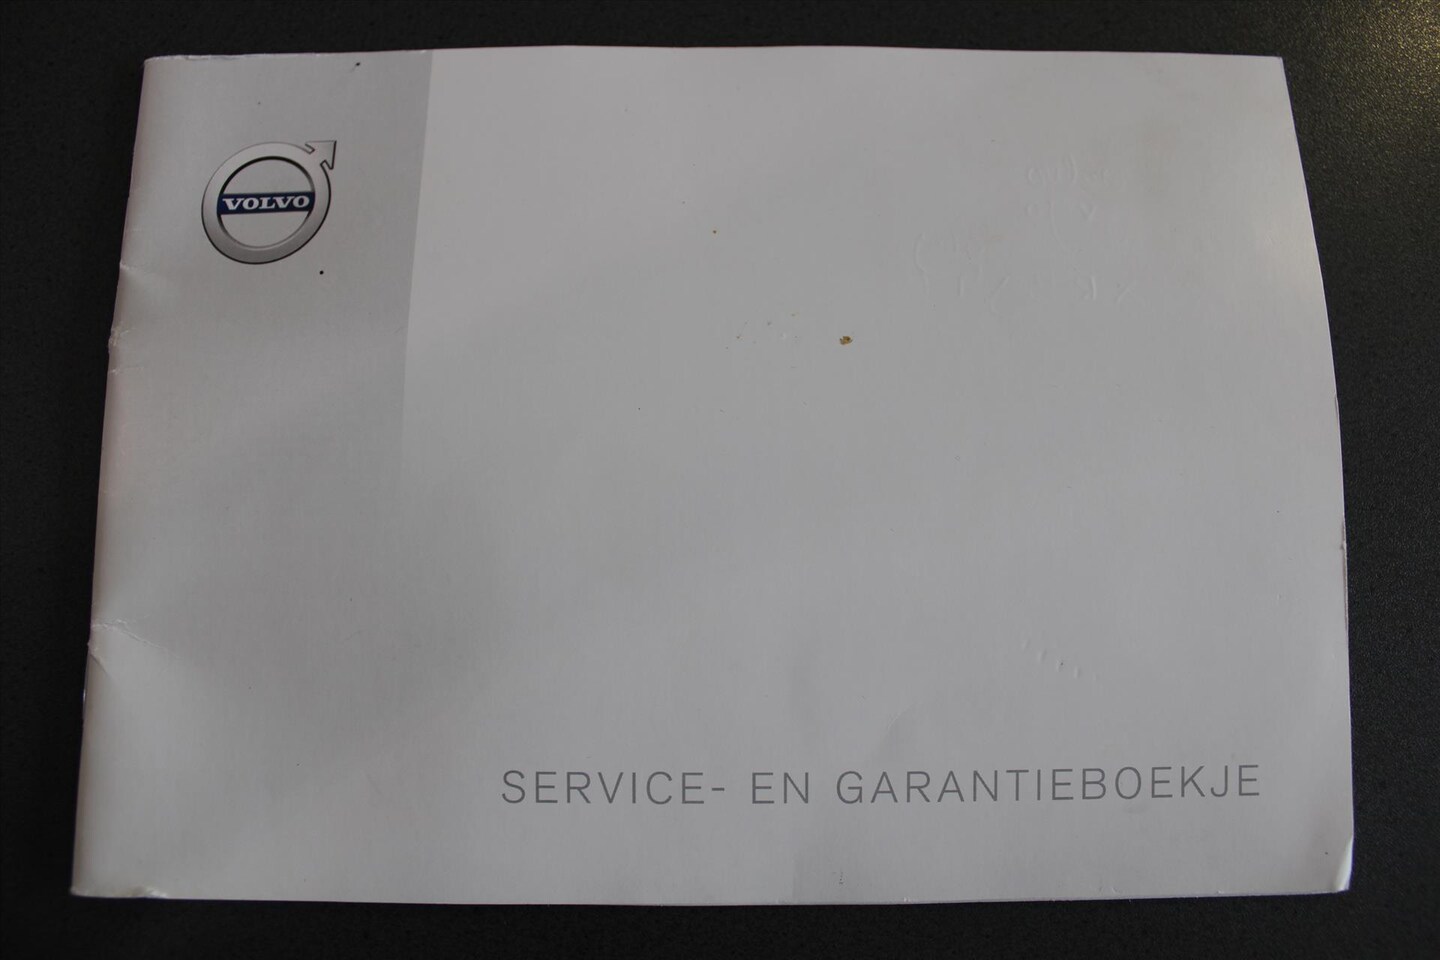 VOLVO
SERVICE- EN GARANTIEBOEKJE